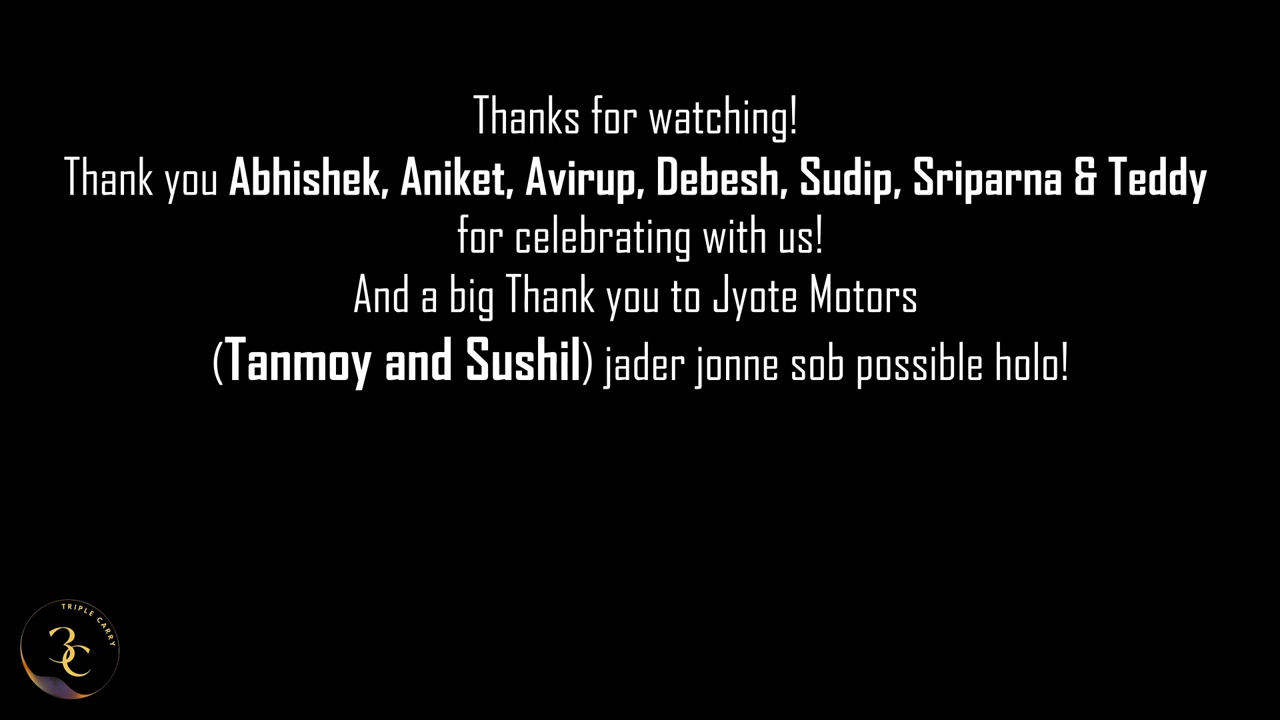 Thanks for watching!
Thank you Abhishek, Aniket, Avirup, Debesh, Sudip, Sriparna & Teddy
for celebrating with us!
And a big Thank you to Jyote Motors
(Tanmoy and Sushil) jader jonne sob possible holo!
TRIPLE CARRY
3C